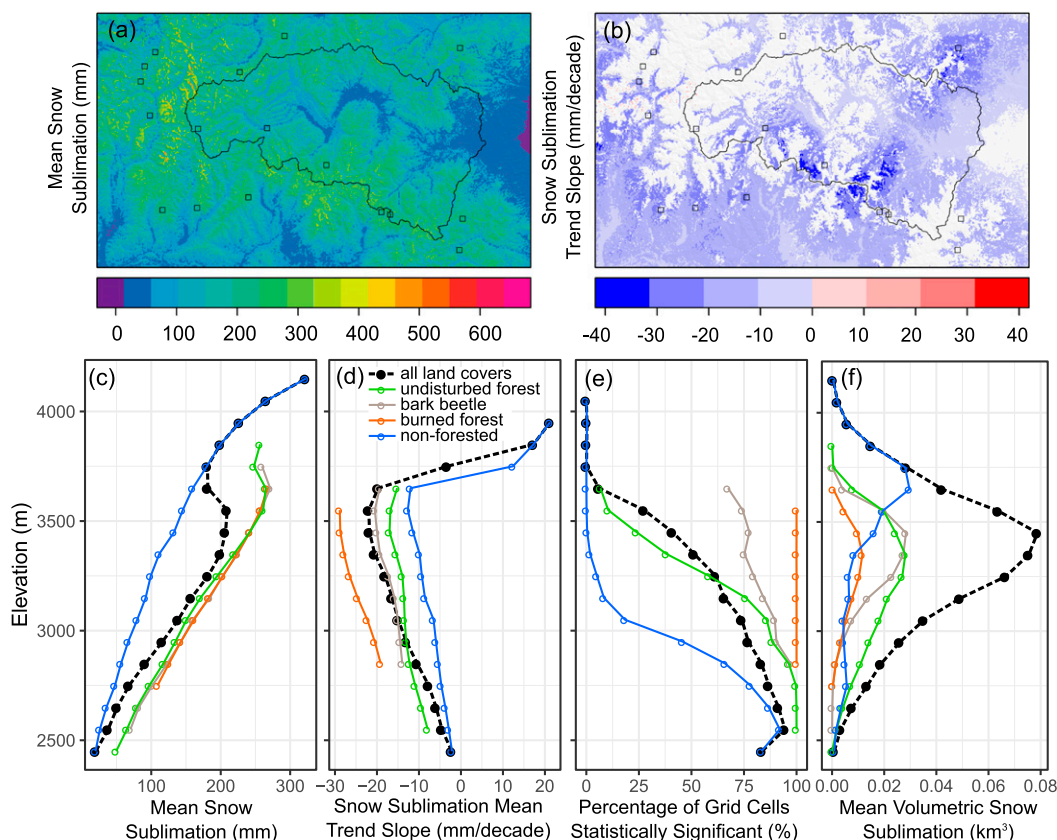 (a)
Mean Snow
Sublimation (mm)
0 100 200 300 400 500 600
(b)
Snow Sublimation
Trend Slope (mm/decade)
-40 -30 -20 -10 0 10 20 30 40
(c)
Elevation (m)
4000
3500
3000
2500
100 200 300
Mean Snow
Sublimation (mm)
(d)
all land covers
undisturbed forest
bark beetle
burned forest
non-forested
−30 −20 −10 0 10 20
Snow Sublimation Mean
Trend Slope (mm/decade)
(e)
0 25 50 75 100
Percentage of Grid Cells
Statistically Significant (%)
(f)
0.00 0.02 0.04 0.06 0.08
Mean Volumetric Snow
Sublimation (km³)